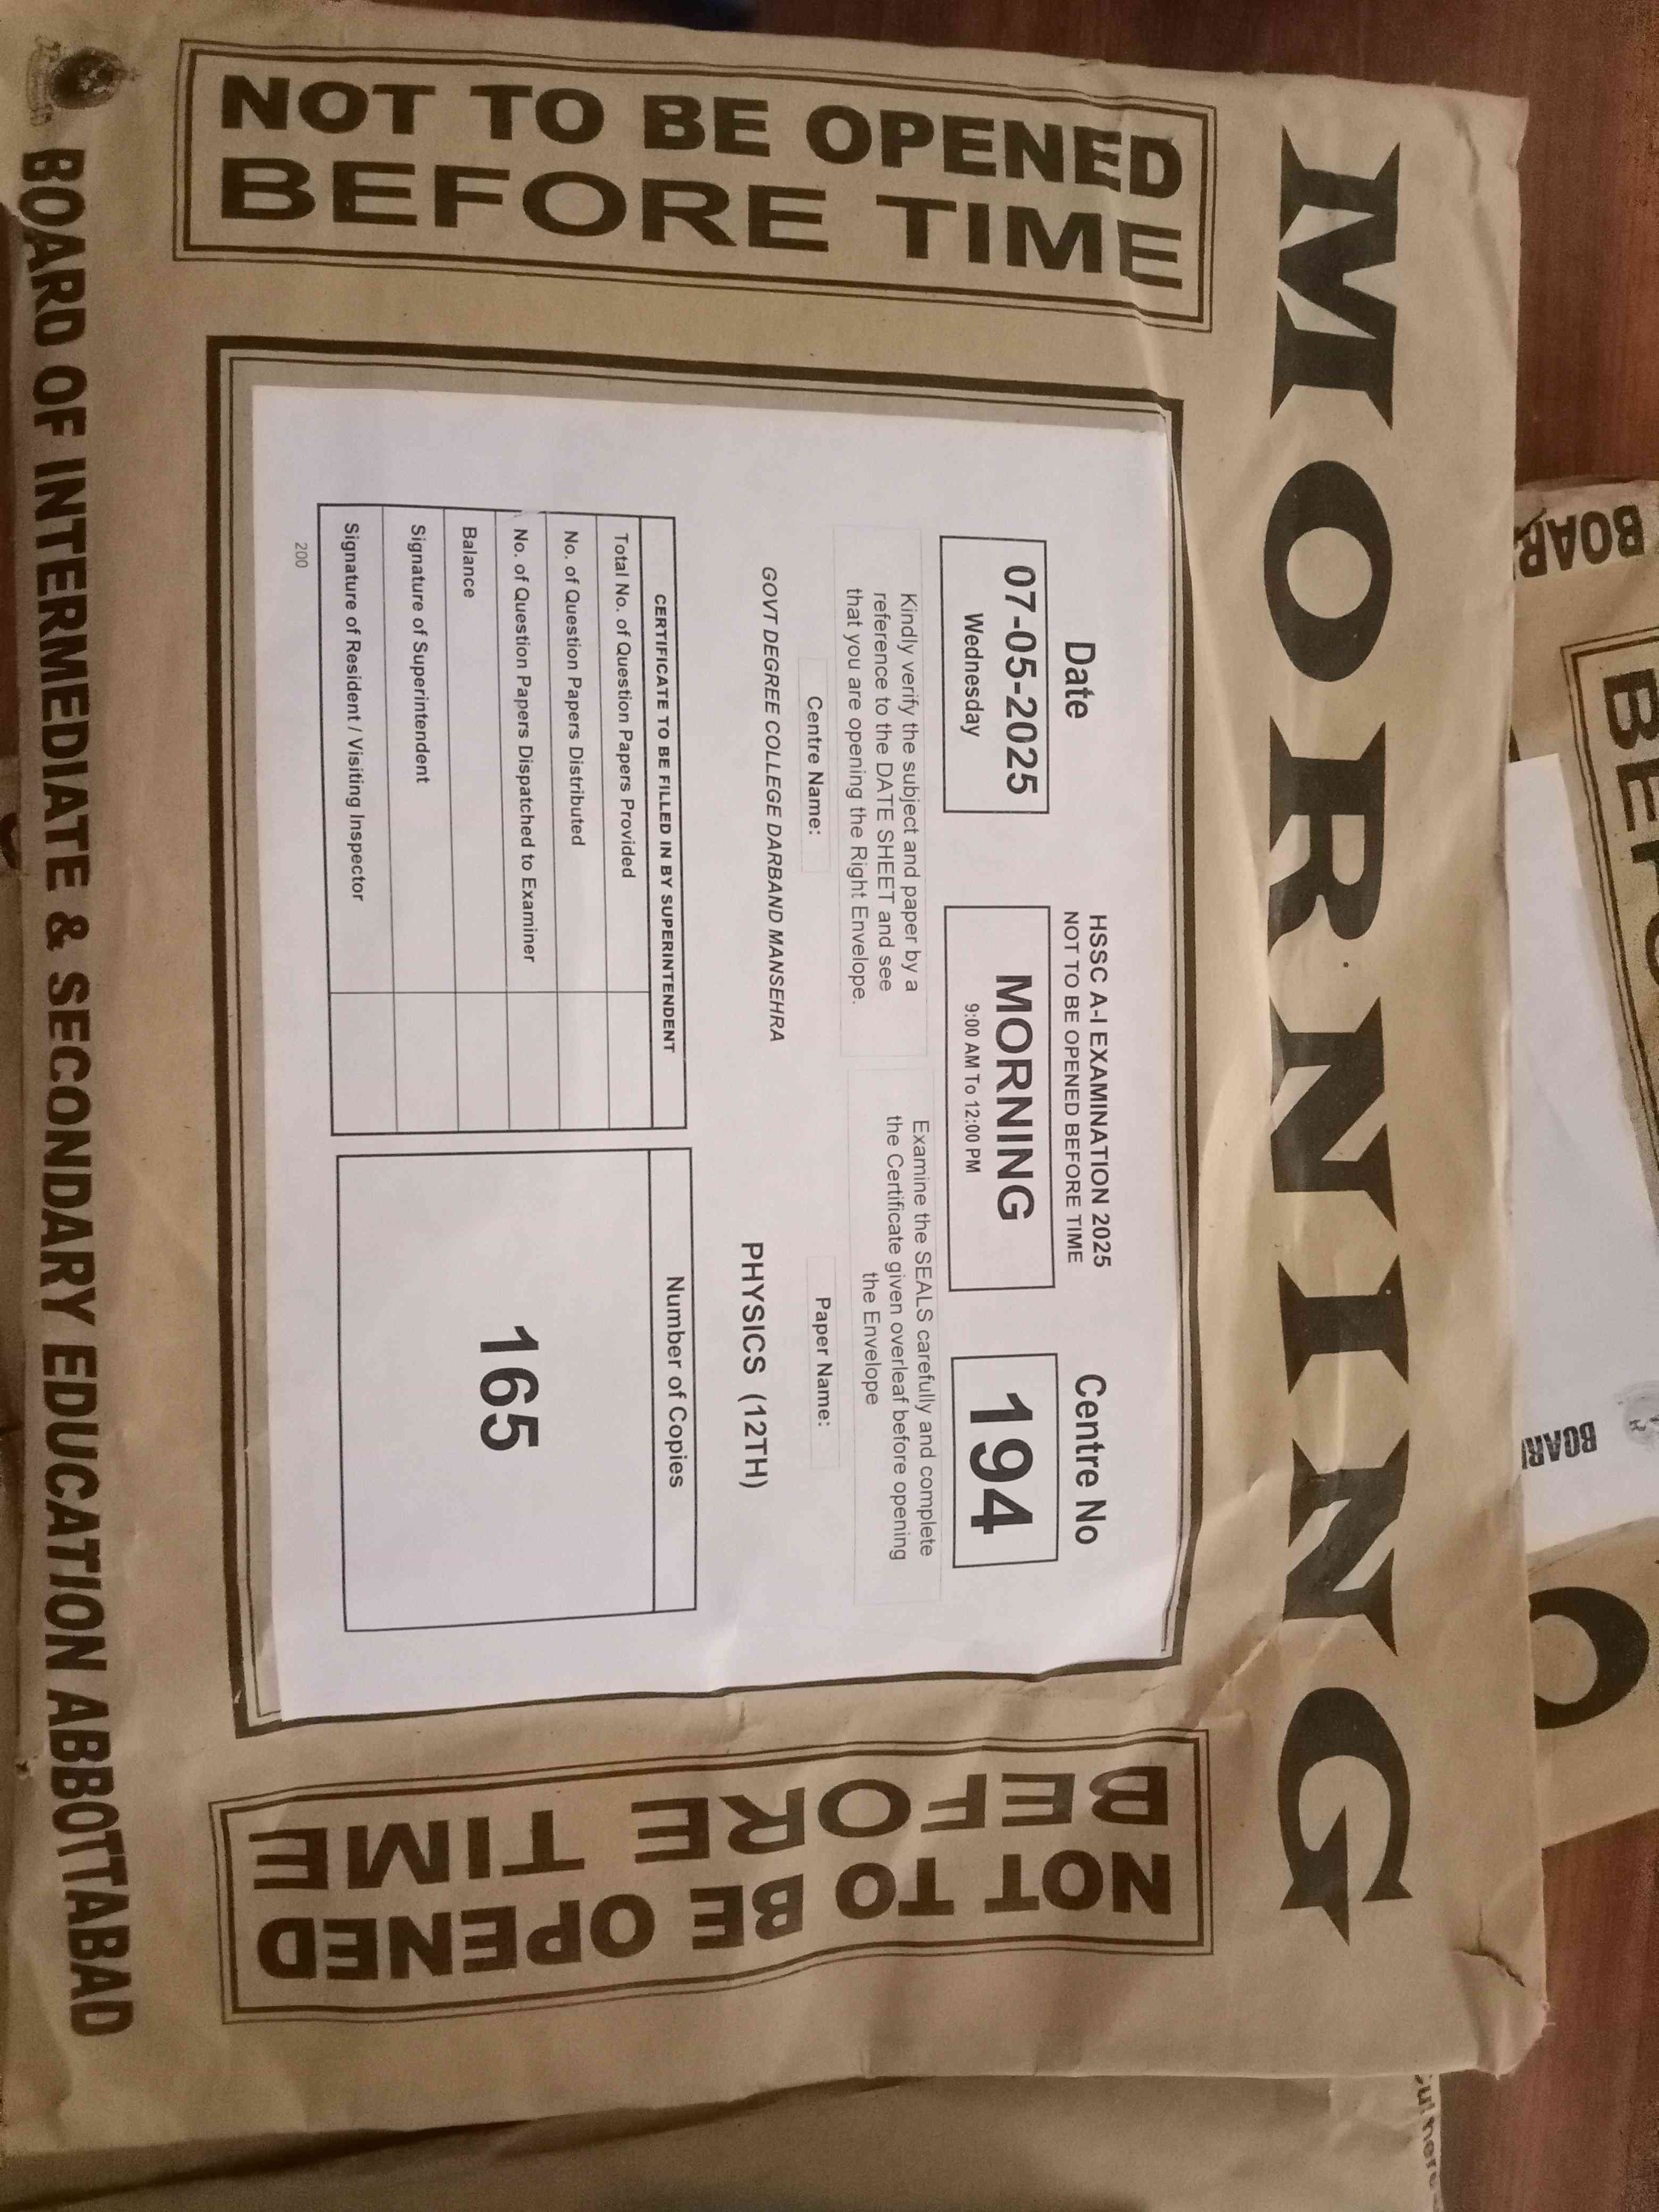 MORNING
NOT TO BE OPENED
BEFORE TIME
Date
HSSC A-I EXAMINATION 2025
NOT TO BE OPENED BEFORE TIME
Centre No
07-05-2025
Wednesday
MORNING
9:00 AM To 12:00 PM
194
Kindly verify the subject and paper by a
reference to the DATE SHEET and see
that you are opening the Right Envelope.
Examine the SEALS carefully and complete
the Certificate given overleaf before opening
the Envelope
Centre Name:
Paper Name:
GOVT DEGREE COLLEGE DARBAND MANSEHRA
PHYSICS (12TH)
CERTIFICATE TO BE FILLED IN BY SUPERINTENDENT
Total No. of Question Papers Provided
No. of Question Papers Distributed
No. of Question Papers Dispatched to Examiner
Balance
Signature of Superintendent
Signature of Resident / Visiting Inspector
Number of Copies
165
200
NOT TO BE OPENED
BEFORE TIME
BOARD OF INTERMEDIATE & SECONDARY EDUCATION ABBOTTABAD